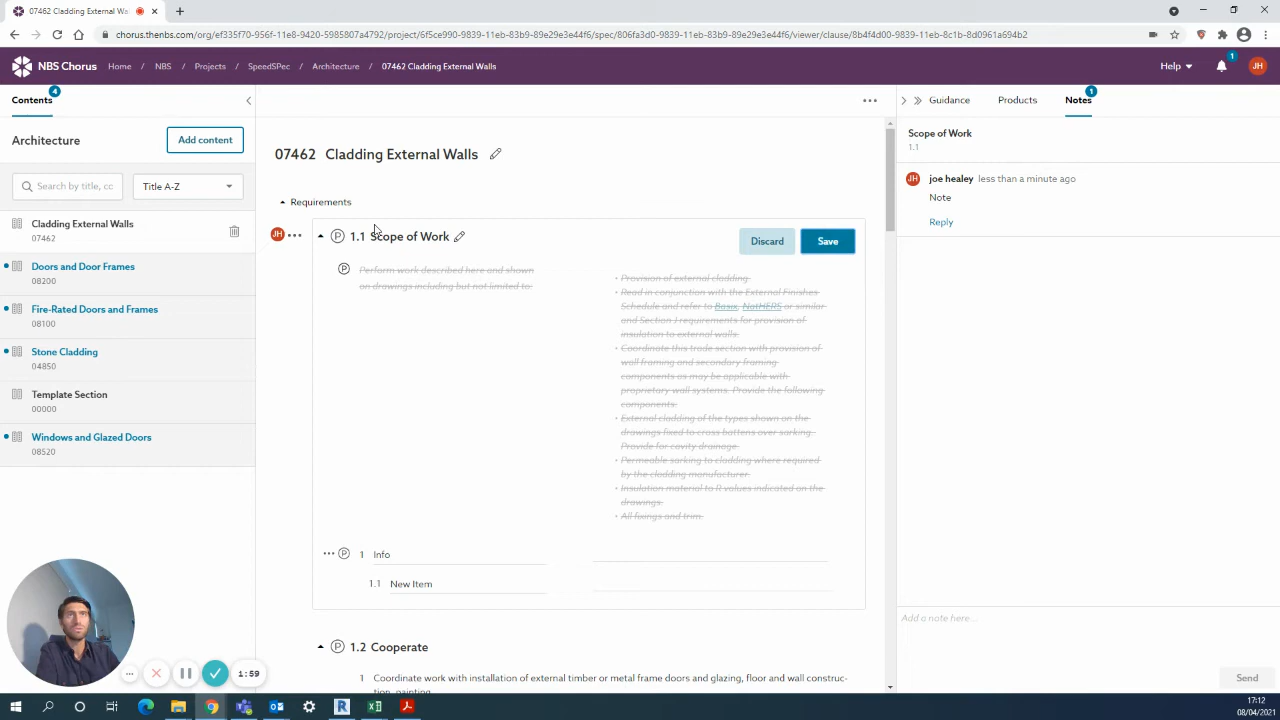 07462 Cladding External Wa
chorus.thenbs.com/org/ef335f70-956f-11e8-9420-5985807a4792/project/6f5ce990-9839-11eb-83b9-89e29e3e44f6/spec/806fa3d0-9839-11eb-83b9-89e29e3e44f6/viewer/clause/8b4f4d00-9839-11eb-8c1b-8d0961a694b2
NBS Chorus Home > NBS > Projects > SpeedSPec > Architecture > 07462 Cladding External Walls Help 1 JH
Contents 4
Guidance Products Notes 1
Architecture Add content
Search by title, cc Title A-Z
Cladding External Walls
07462
Doors and Door Frames
08200
Fire-Rated Doors and Frames
08100
Stone Cladding
04850
Template Section
00000
Windows and Glazed Doors
08520
07462 Cladding External Walls
Requirements
JH P 1.1 Scope of Work Discard Save
P Perform work described here and shown
on drawings including but not limited to:
• Provision of external cladding.
• Read in conjunction with the External Finishes
Schedule and refer to Basix, NatHERS or similar
and Section J requirements for provision of
insulation to external walls.
• Coordinate this trade section with provision of
wall framing and secondary framing
components as may be applicable with
proprietary wall systems. Provide the following
components.
• External cladding of the types shown on the
drawings fixed to cross battens over sarking.
Provide for cavity drainage.
• Permeable sarking to cladding where required
by the cladding manufacturer.
• Insulation material to R values indicated on the
drawings.
• All fixings and trim.
P 1 Info
1.1 New Item
P 1.2 Cooperate
1 Coordinate work with installation of external timber or metal frame doors and glazing, floor and wall construc-
tion, painting
Scope of Work
1.1
JH joe healey less than a minute ago
Note
Reply
Add a note here...
Send
1:59
17:12
08/04/2021